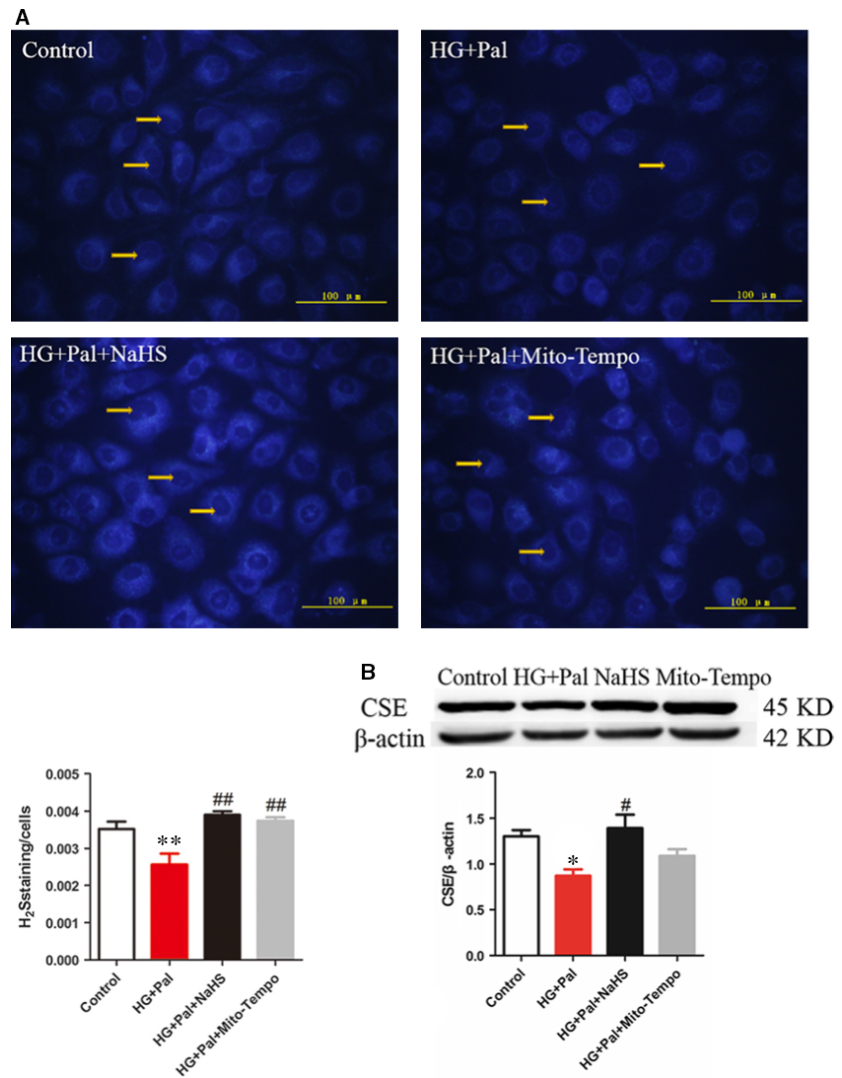 A
Control
HG+Pal
100 μm
100 μm
HG+Pal+NaHS
HG+Pal+Mito-Tempo
100 μm
100 μm
B
Control HG+Pal NaHS Mito-Tempo
CSE
45 KD
β-actin
42 KD
H₂Sstaining/cells
0.005
0.004
0.003
0.002
0.001
0.000
**
##
##
Control
HG+Pal
HG+Pal+NaHS
HG+Pal+Mito-Tempo
CSE/β -actin
2.0
1.5
1.0
0.5
0.0
*
#
Control
HG+Pal
HG+Pal+NaHS
HG+Pal+Mito-Tempo